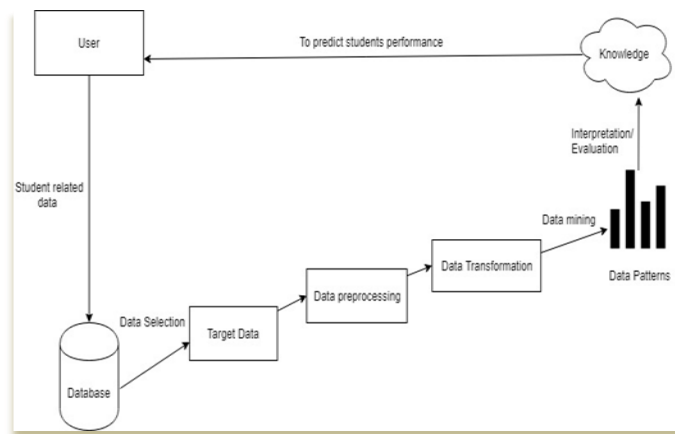 User
To predict students performance
Knowledge
Interpretation/
Evaluation
Student related
data
Data mining
Data Transformation
Data Patterns
Data preprocessing
Data Selection
Target Data
Database